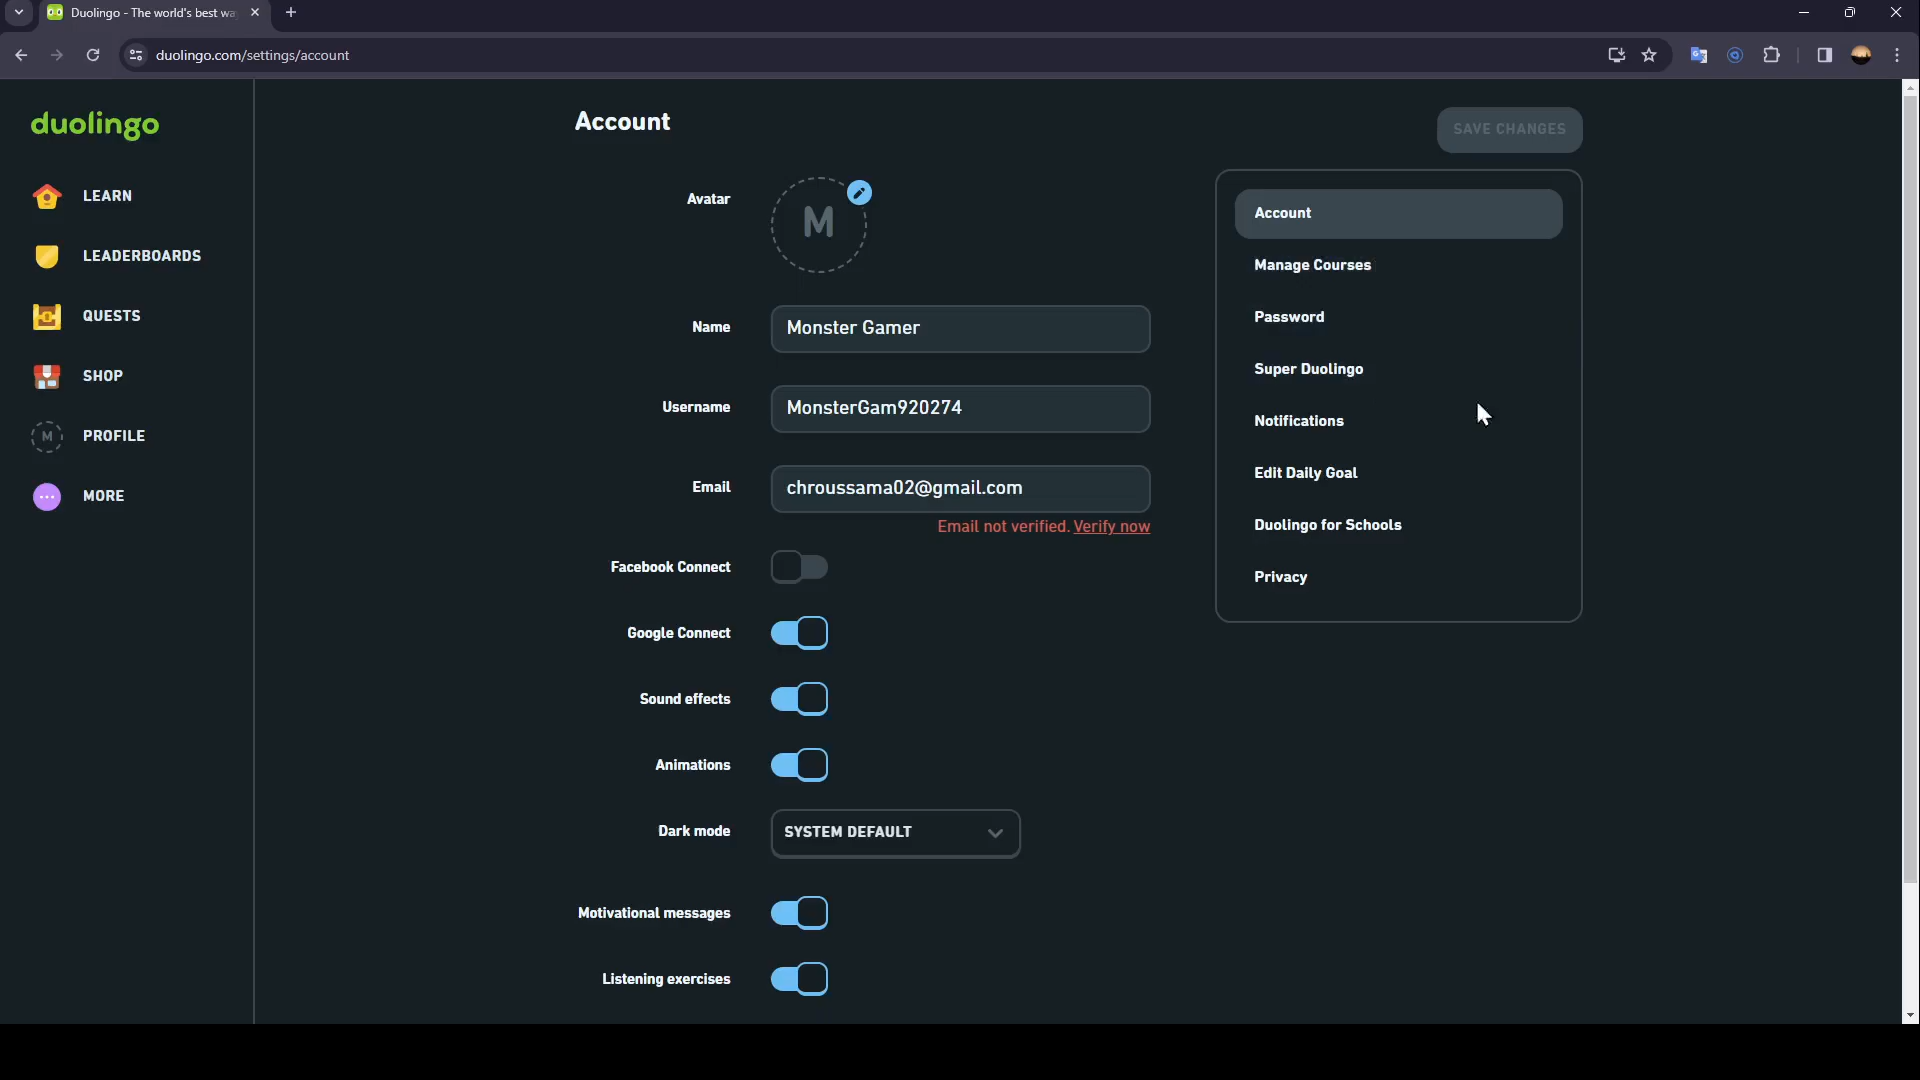 Duolingo - The world's best wa
duolingo.com/settings/account
duolingo
LEARN
LEADERBOARDS
QUESTS
SHOP
M
PROFILE
MORE
Account
SAVE CHANGES
Avatar
M
Name
Monster Gamer
Username
MonsterGam920274
Email
chroussama02@gmail.com
Email not verified. Verify now
Facebook Connect
Google Connect
Sound effects
Animations
Dark mode
SYSTEM DEFAULT
Motivational messages
Listening exercises
Account
Manage Courses
Password
Super Duolingo
Notifications
Edit Daily Goal
Duolingo for Schools
Privacy